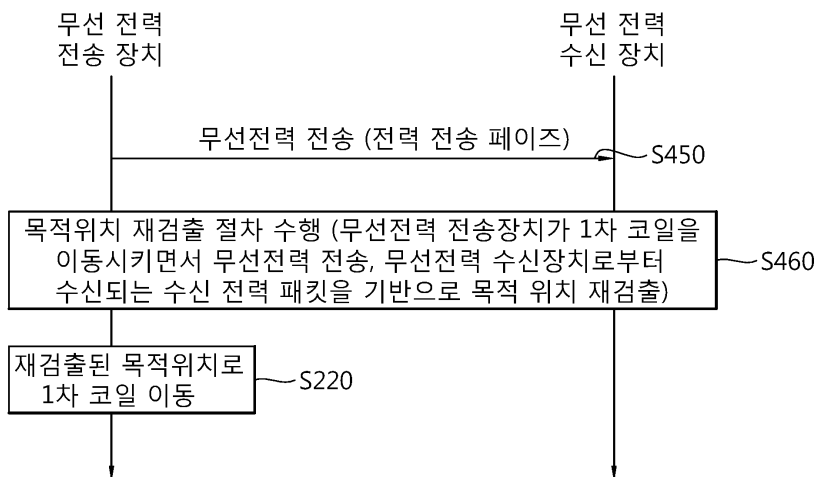 무선 전력
전송 장치
무선 전력
수신 장치
무선전력 전송 (전력 전송 페이즈)
S450
목적위치 재검출 절차 수행 (무선전력 전송장치가 1차 코일을
이동시키면서 무선전력 전송, 무선전력 수신장치로부터
수신되는 수신 전력 패킷을 기반으로 목적 위치 재검출)
S460
재검출된 목적위치로
1차 코일 이동
S220